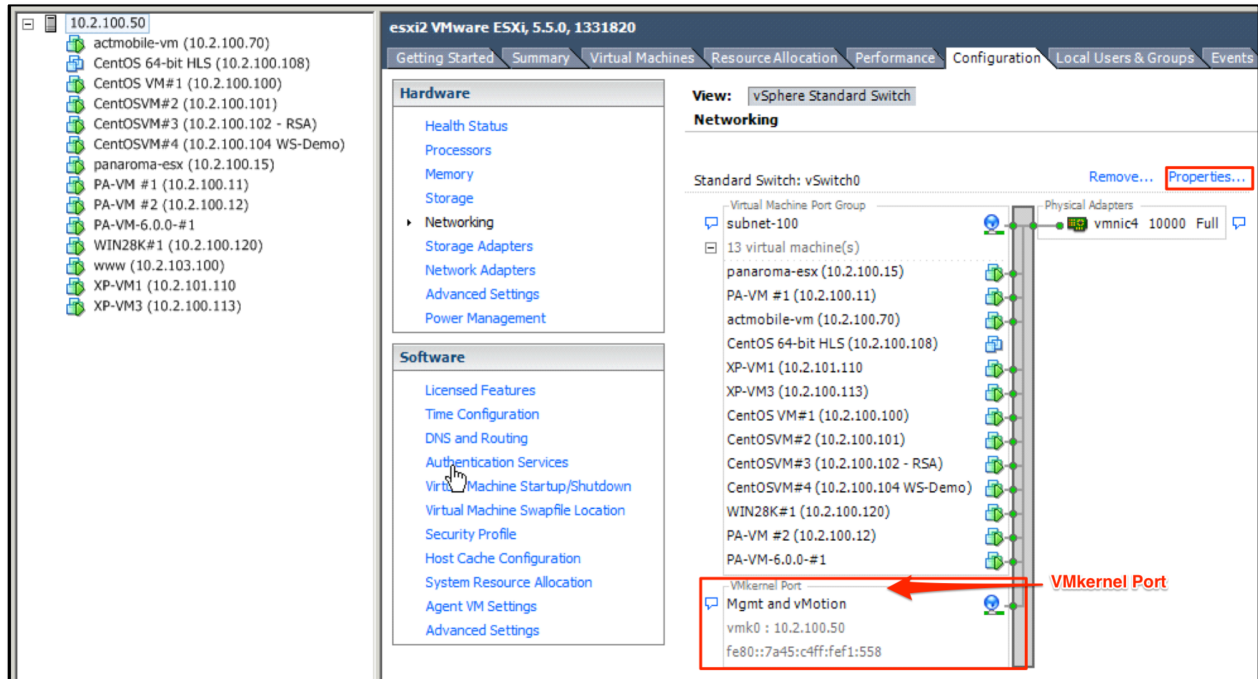 10.2.100.50
actmobile-vm (10.2.100.70)
CentOS 64-bit HLS (10.2.100.108)
CentOS VM#1 (10.2.100.100)
CentOSVM#2 (10.2.100.101)
CentOSVM#3 (10.2.100.102 - RSA)
CentOSVM#4 (10.2.100.104 WS-Demo)
panaroma-esx (10.2.100.15)
PA-VM #1 (10.2.100.11)
PA-VM #2 (10.2.100.12)
PA-VM-6.0.0-#1
WIN28K#1 (10.2.100.120)
www (10.2.103.100)
XP-VM1 (10.2.101.110
XP-VM3 (10.2.100.113)
esxi2 VMware ESXi, 5.5.0, 1331820
Getting Started Summary Virtual Machines Resource Allocation Performance Configuration Local Users & Groups Events
Hardware
Health Status
Processors
Memory
Storage
Networking
Storage Adapters
Network Adapters
Advanced Settings
Power Management
Software
Licensed Features
Time Configuration
DNS and Routing
Authentication Services
Virtual Machine Startup/Shutdown
Virtual Machine Swapfile Location
Security Profile
Host Cache Configuration
System Resource Allocation
Agent VM Settings
Advanced Settings
View: vSphere Standard Switch
Networking
Standard Switch: vSwitch0 Remove... Properties...
Virtual Machine Port Group Physical Adapters
subnet-100 vmnic4 10000 Full
13 virtual machine(s)
panaroma-esx (10.2.100.15)
PA-VM #1 (10.2.100.11)
actmobile-vm (10.2.100.70)
CentOS 64-bit HLS (10.2.100.108)
XP-VM1 (10.2.101.110
XP-VM3 (10.2.100.113)
CentOS VM#1 (10.2.100.100)
CentOSVM#2 (10.2.100.101)
CentOSVM#3 (10.2.100.102 - RSA)
CentOSVM#4 (10.2.100.104 WS-Demo)
WIN28K#1 (10.2.100.120)
PA-VM #2 (10.2.100.12)
PA-VM-6.0.0-#1
VMkernel Port VMkernel Port
Mgmt and vMotion
vmk0 : 10.2.100.50
fe80::7a45:c4ff:fef1:558